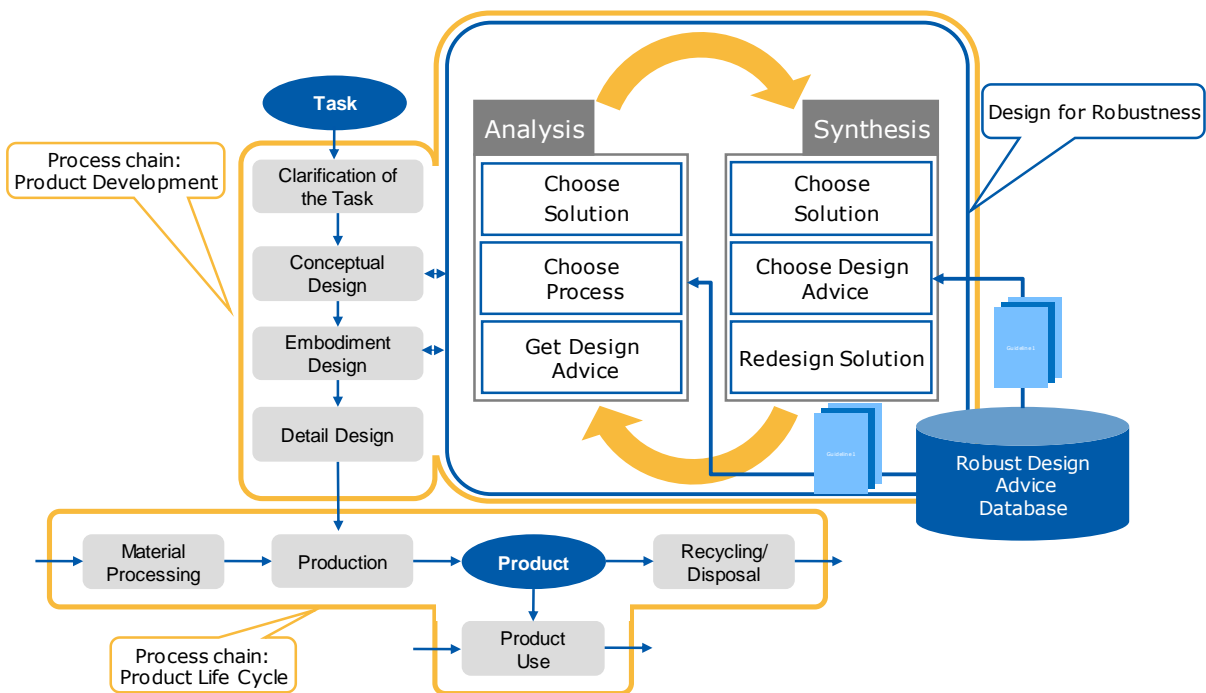 Task
Process chain:
Product Development
Clarification of
the Task
Conceptual
Design
Embodiment
Design
Detail Design
Analysis
Choose
Solution
Choose
Process
Get Design
Advice
Synthesis
Choose
Solution
Choose Design
Advice
Redesign Solution
Design for Robustness
Guideline1
Guideline1
Robust Design
Advice
Database
Material
Processing
Production
Product
Recycling/
Disposal
Product
Use
Process chain:
Product Life Cycle